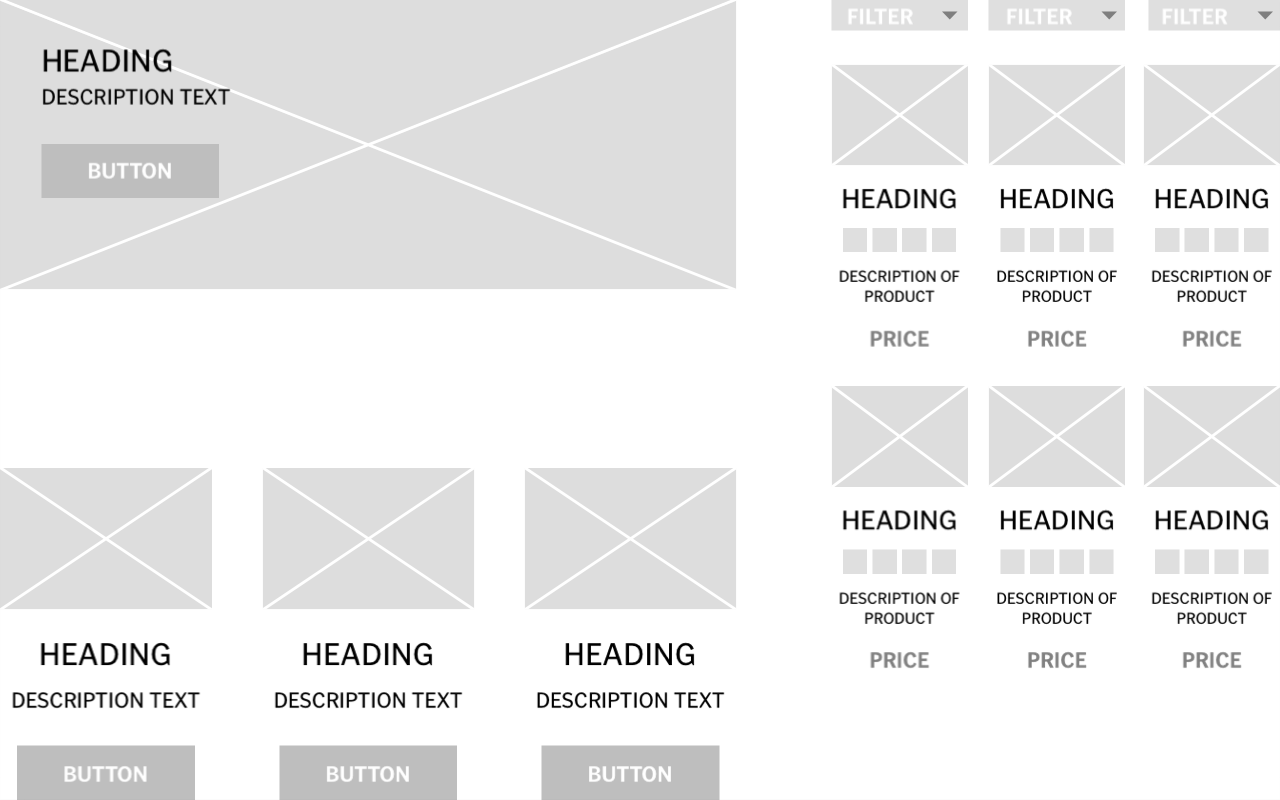 HEADING
DESCRIPTION TEXT
BUTTON
HEADING
DESCRIPTION TEXT
BUTTON
HEADING
DESCRIPTION TEXT
BUTTON
HEADING
DESCRIPTION TEXT
BUTTON
FILTER
FILTER
FILTER
HEADING
DESCRIPTION OF
PRODUCT
PRICE
HEADING
DESCRIPTION OF
PRODUCT
PRICE
HEADING
DESCRIPTION OF
PRODUCT
PRICE
HEADING
DESCRIPTION OF
PRODUCT
PRICE
HEADING
DESCRIPTION OF
PRODUCT
PRICE
HEADING
DESCRIPTION OF
PRODUCT
PRICE